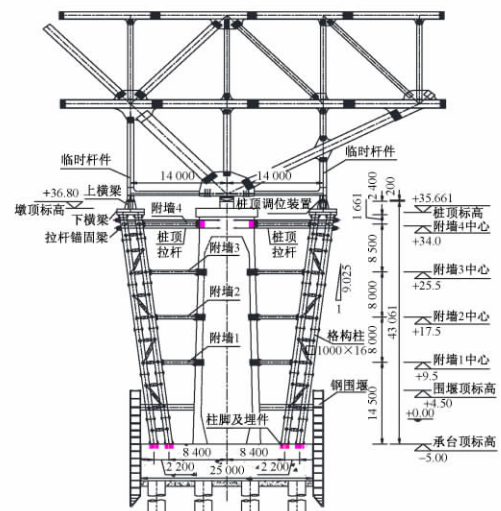 临时杆件
临时杆件
14 000
14 000
2 400
200
+36.80
上横梁
桩顶调位装置
1 661
+35.661
墩顶标高
附墙4
桩顶标高
下横梁
附墙4中心
拉杆锚固梁
桩顶
拉杆
桩顶
拉杆
8 500
+34.0
附墙3
9.025
1
附墙3中心
+25.5
8 000
43 061
附墙2
附墙2中心
+17.5
格构柱
□1000×16
8 000
附墙1
附墙1中心
+9.5
钢围堰
围堰顶标高
+4.50
14 500
±0.00
柱脚及埋件
承台顶标高
-5.00
8 400
8 400
2 200
2 200
25 000